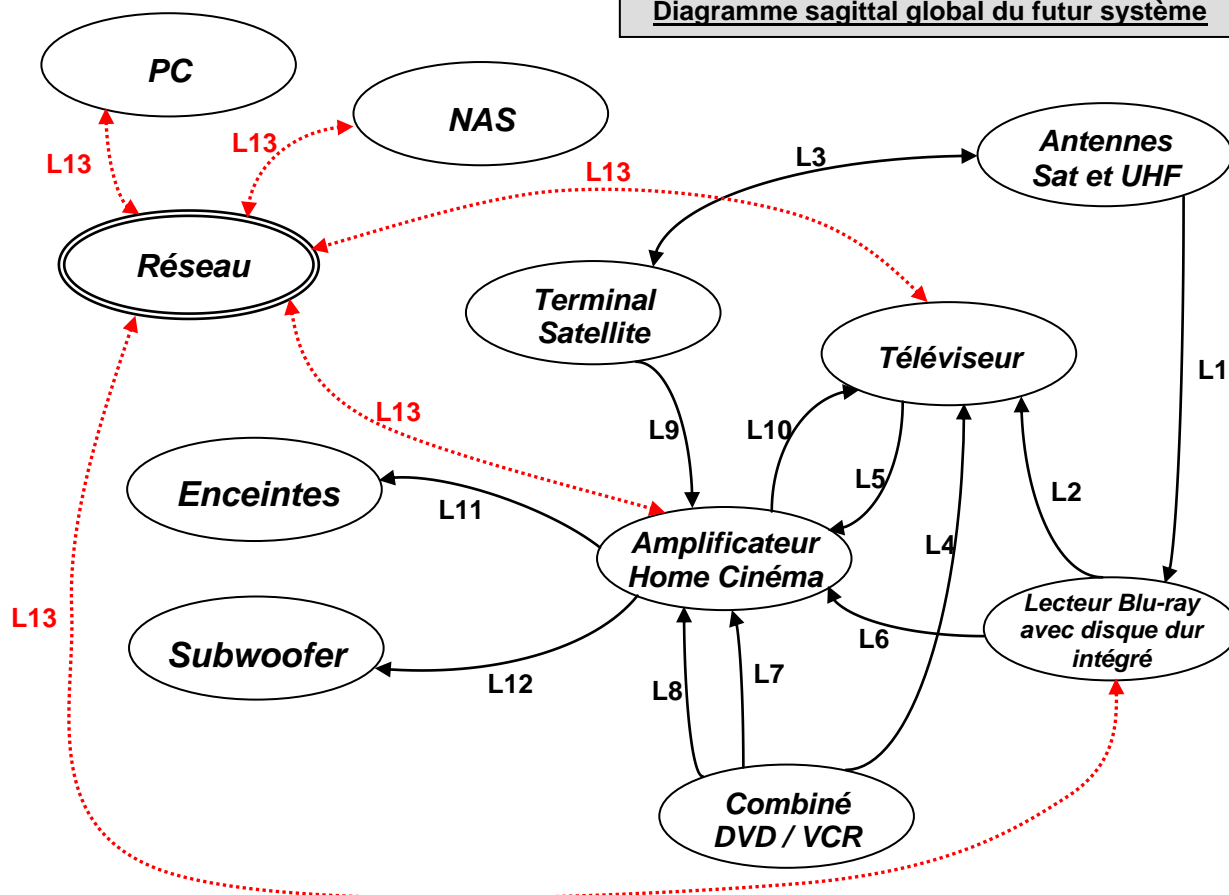 Diagramme sagittal global du futur système
PC
NAS
L13
L13
L13
L3
Antennes
Sat et UHF
Réseau
Terminal
Satellite
Téléviseur
L1
L13
L9
L10
L5
L2
Enceintes
L11
Amplificateur
Home Cinéma
L4
Lecteur Blu-ray
avec disque dur
intégré
L13
L6
Subwoofer
L12
L8
L7
Combiné
DVD / VCR